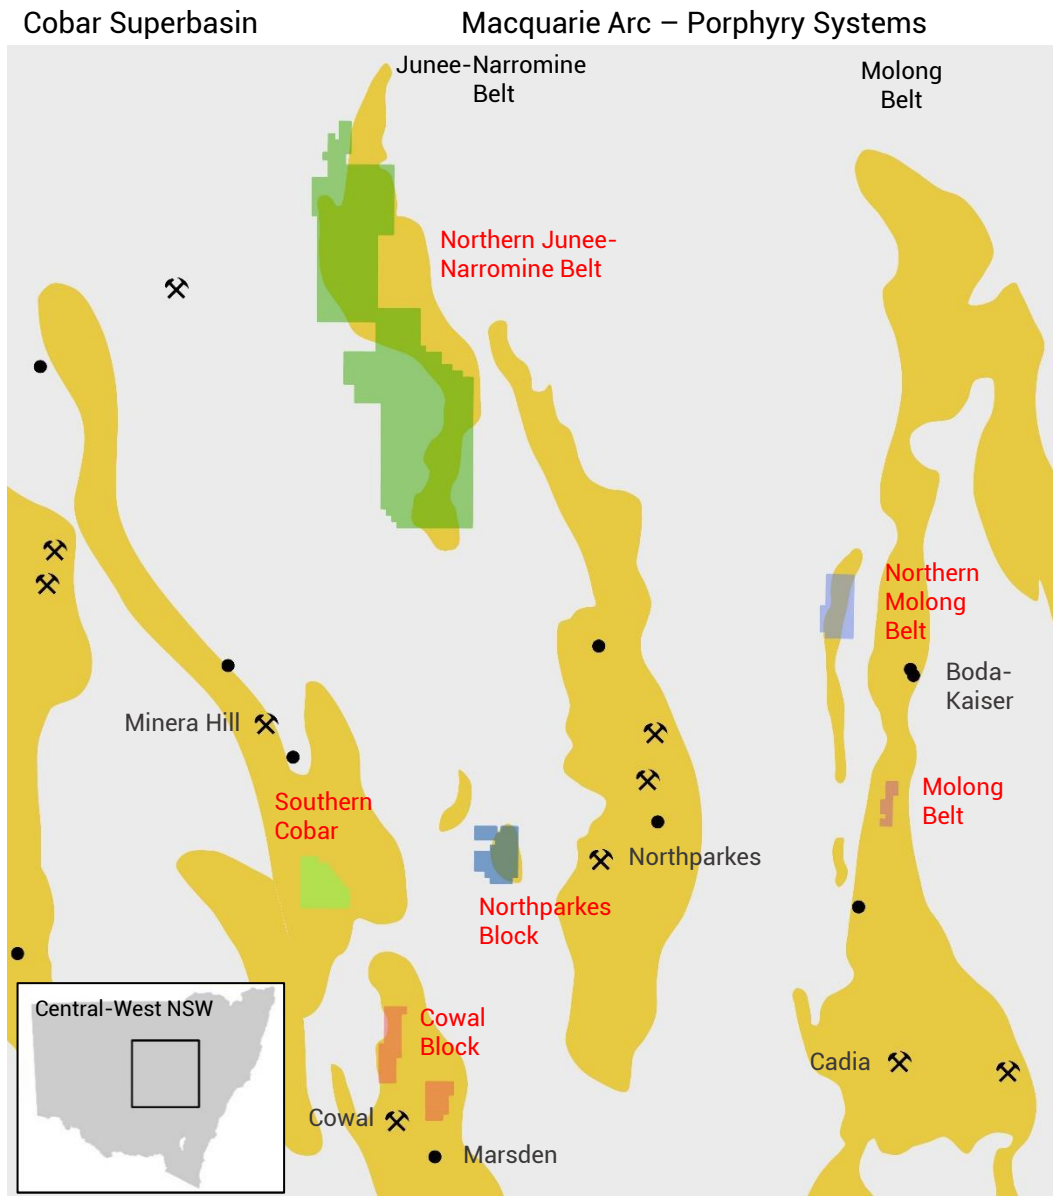 Cobar Superbasin
Macquarie Arc – Porphyry Systems
Junee-Narromine
Belt
Molong
Belt
Northern Junee-
Narromine Belt
Northern
Molong
Belt
Boda-
Kaiser
Minera Hill
Southern
Cobar
Molong
Belt
Northparkes
Northparkes
Block
Central-West NSW
Cowal
Block
Cadia
Cowal
Marsden